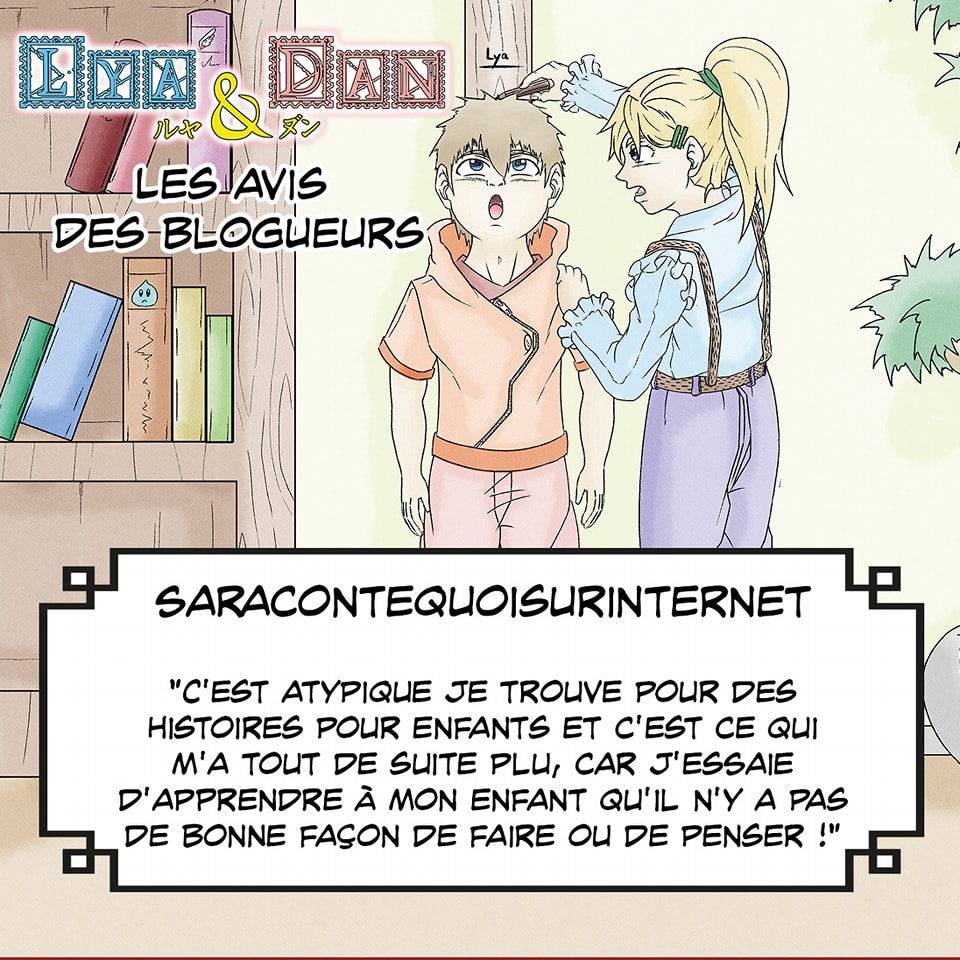 LYA & DAN
ルヤ ダン
LES AVIS
DES BLOGUEURS
Lya
SARACONTEQUOISURINTERNET
"C'EST ATYPIQUE JE TROUVE POUR DES
HISTOIRES POUR ENFANTS ET C'EST CE QUI
M'A TOUT DE SUITE PLU, CAR J'ESSAIE
D'APPRENDRE À MON ENFANT QU'IL N'Y A PAS
DE BONNE FAÇON DE FAIRE OU DE PENSER !"